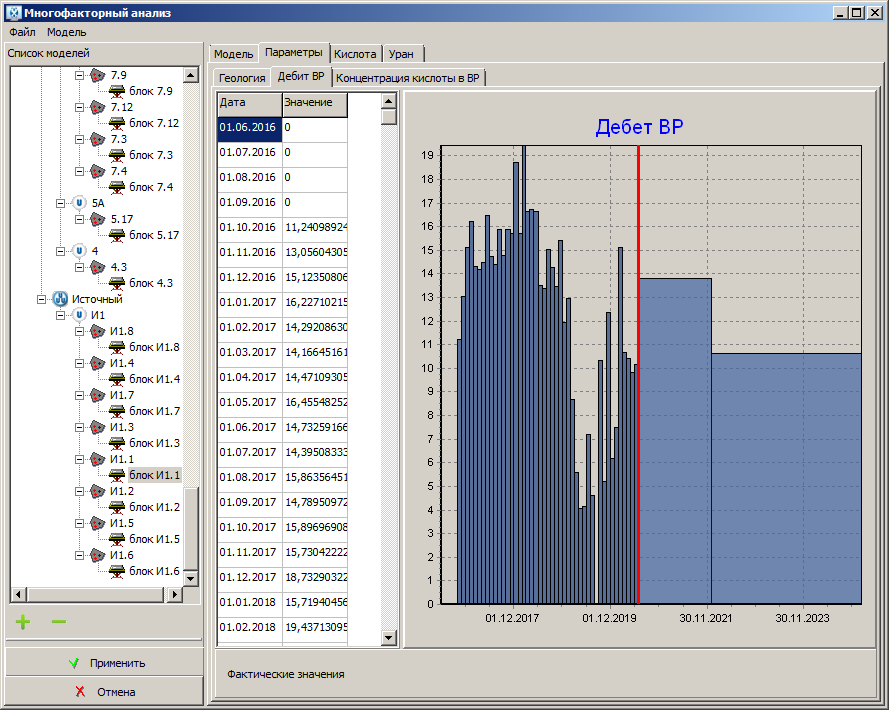 Многофакторный анализ
Файл Модель
Список моделей
7.9
блок 7.9
7.12
блок 7.12
7.3
блок 7.3
7.4
блок 7.4
5А
5.17
блок 5.17
4
4.3
блок 4.3
Источный
И1
И1.8
блок И1.8
И1.4
блок И1.4
И1.7
блок И1.7
И1.3
блок И1.3
И1.1
блок И1.1
И1.2
блок И1.2
И1.5
блок И1.5
И1.6
блок И1.6
Применить
Отмена
Модель Параметры Кислота Уран
Геология Дебит ВР Концентрация кислоты в ВР
Дата Значение
01.06.2016 0
01.07.2016 0
01.08.2016 0
01.09.2016 0
01.10.2016 11,24098924
01.11.2016 13,05604305
01.12.2016 15,12350806
01.01.2017 16,22710215
01.02.2017 14,29208630
01.03.2017 14,16645161
01.04.2017 14,47109305
01.05.2017 16,45548252
01.06.2017 14,73259166
01.07.2017 14,39508333
01.08.2017 15,86356451
01.09.2017 14,78950972
01.10.2017 15,89696908
01.11.2017 15,73042222
01.12.2017 18,73290322
01.01.2018 15,71940456
01.02.2018 19,43713095
Дебет ВР
19
18
17
16
15
14
13
12
11
10
9
8
7
6
5
4
3
2
1
0
01.12.2017 01.12.2019 30.11.2021 30.11.2023
Фактические значения